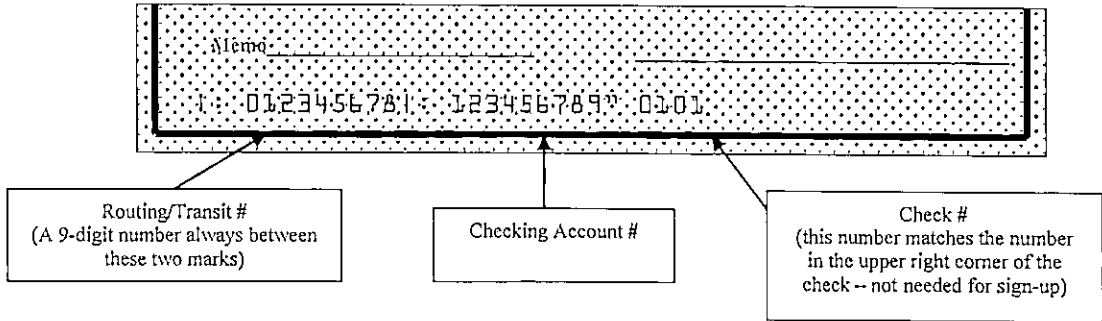 Memo
|: 012345678|: 123456789" 0101
Routing/Transit #
(A 9-digit number always between
these two marks)
Checking Account #
Check #
(this number matches the number
in the upper right corner of the
check -- not needed for sign-up)